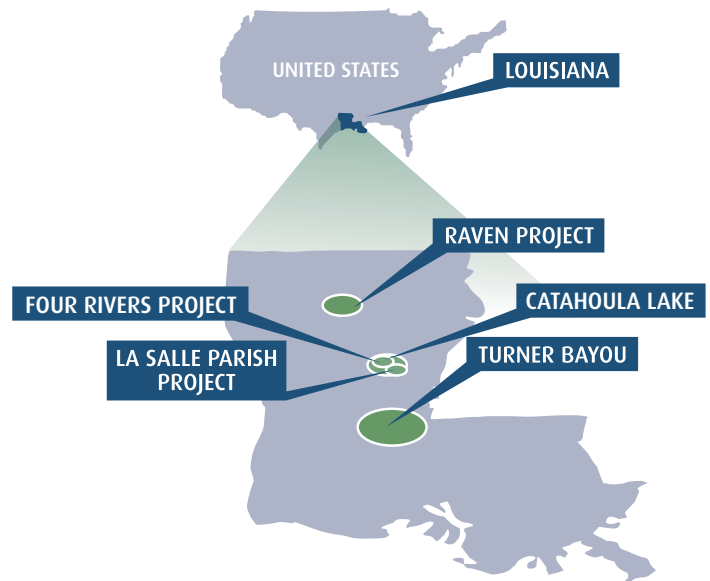 UNITED STATES
LOUISIANA
RAVEN PROJECT
FOUR RIVERS PROJECT
CATAHOULA LAKE
LA SALLE PARISH
PROJECT
TURNER BAYOU